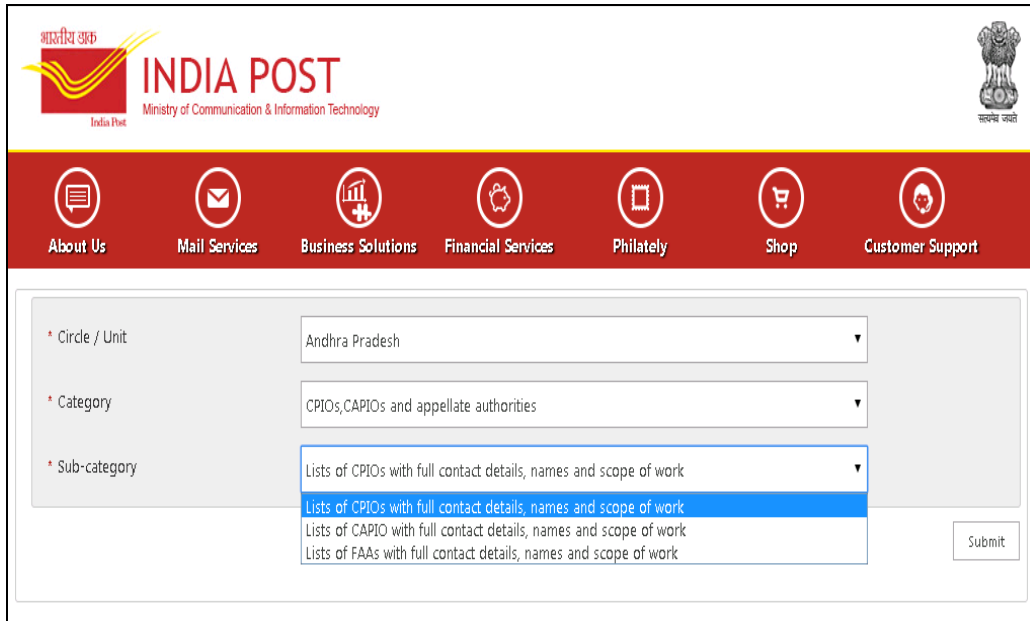 भारतीय डाक
India Post
INDIA POST
Ministry of Communication & Information Technology
सत्यमेव जयते
About Us
Mail Services
Business Solutions
Financial Services
Philately
Shop
Customer Support
* Circle / Unit
Andhra Pradesh
* Category
CPIOs,CAPIOs and appellate authorities
* Sub-category
Lists of CPIOs with full contact details, names and scope of work
Lists of CPIOs with full contact details, names and scope of work
Lists of CAPIO with full contact details, names and scope of work
Lists of FAAs with full contact details, names and scope of work
Submit